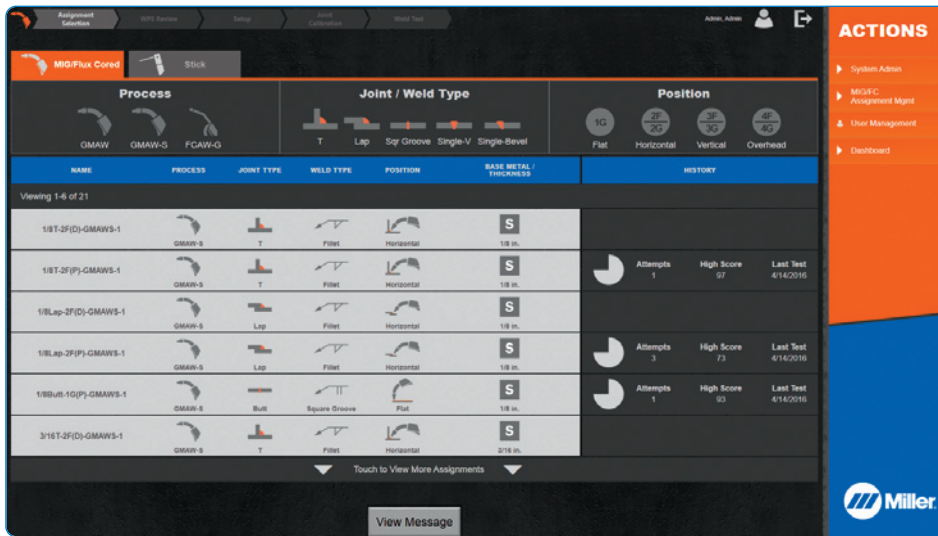 Assignment Selection
WPS Review
Setup
Joint Calibration
Weld Test
Admin, Admin
MIG/Flux Cored
Stick
Process
Joint / Weld Type
Position
GMAW GMAW-S FCAW-G
T Lap Sqr Groove Single-V Single-Bevel
1G 2F 2G 3F 3G 4F 4G
Flat Horizontal Vertical Overhead
NAME PROCESS JOINT TYPE WELD TYPE POSITION BASE METAL / THICKNESS HISTORY
Viewing 1-6 of 21
1/8T-2F(D)-GMAWS-1 S
GMAW-S T Fillet Horizontal 1/8 in.
1/8T-2F(P)-GMAWS-1 S Attempts High Score Last Test
1 97 4/14/2016
GMAW-S T Fillet Horizontal 1/8 in.
1/8Lap-2F(D)-GMAWS-1 S
GMAW-S Lap Fillet Horizontal 1/8 in.
1/8Lap-2F(P)-GMAWS-1 S Attempts High Score Last Test
3 73 4/14/2016
GMAW-S Lap Fillet Horizontal 1/8 in.
1/8Butt-1G(P)-GMAWS-1 S Attempts High Score Last Test
1 93 4/14/2016
GMAW-S Butt Square Groove Flat 1/8 in.
3/16T-2F(D)-GMAWS-1 S
GMAW-S T Fillet Horizontal 3/16 in.
Touch to View More Assignments
View Message
ACTIONS
System Admin
MIG/FC
Assignment Mgmt
User Management
Dashboard
Miller